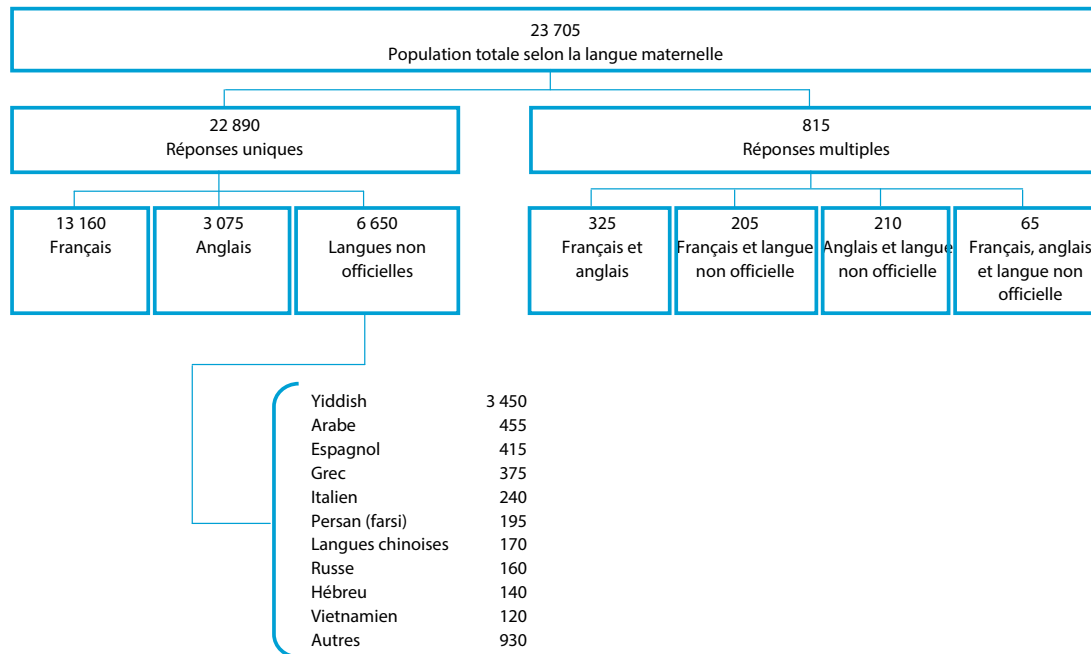 23 705
Population totale selon la langue maternelle
22 890
Réponses uniques
815
Réponses multiples
13 160
Français
3 075
Anglais
6 650
Langues non
officielles
325
Français et
anglais
205
Français et langue
non officielle
210
Anglais et langue
non officielle
65
Français, anglais
et langue non
officielle
Yiddish 3 450
Arabe 455
Espagnol 415
Grec 375
Italien 240
Persan (farsi) 195
Langues chinoises 170
Russe 160
Hébreu 140
Vietnamien 120
Autres 930